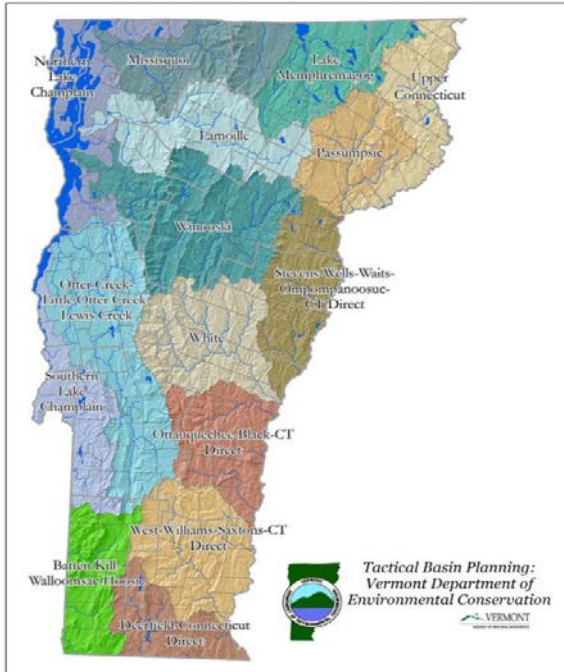 Northern
Lake
Champlain
Missisquoi
Lake
Memphremagog
Upper
Connecticut
Lamoille
Passumpsic
Winooski
Stevens-Wells-Waits-
Ompompanoosuc-
CT Direct
Otter Creek-
Little Otter Creek
Lewis Creek
White
Southern
Lake
Champlain
Ottauquechee-Black-CT
Direct
West-Williams-Saxtons-CT
Direct
Batten Kill-
Walloomsac-Hoosic
Deerfield-Connecticut
Direct
Tactical Basin Planning:
Vermont Department of
Environmental Conservation
VERMONT